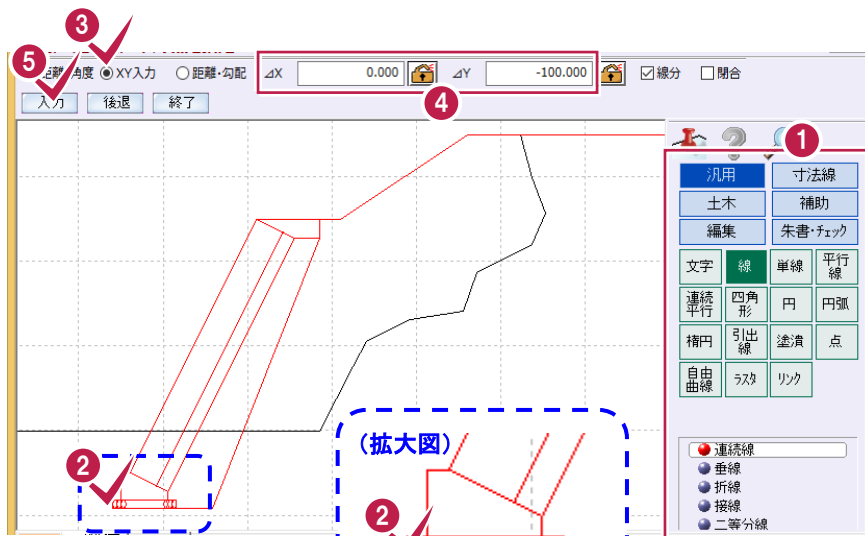 3
5
距離・角度 XY入力 距離・勾配 ⊿X 0.000 ⊿Y -100.000 線分 閉合
4
入力 後退 終了
1
汎用 寸法線
土木 補助
編集 朱書・チェック
文字 線 単線 平行線
連続平行 四角形 円 円弧
楕円 引出線 塗潰 点
自由曲線 ラスタ リンク
(拡大図)
連続線
2
垂線
折線
2
接線
二等分線